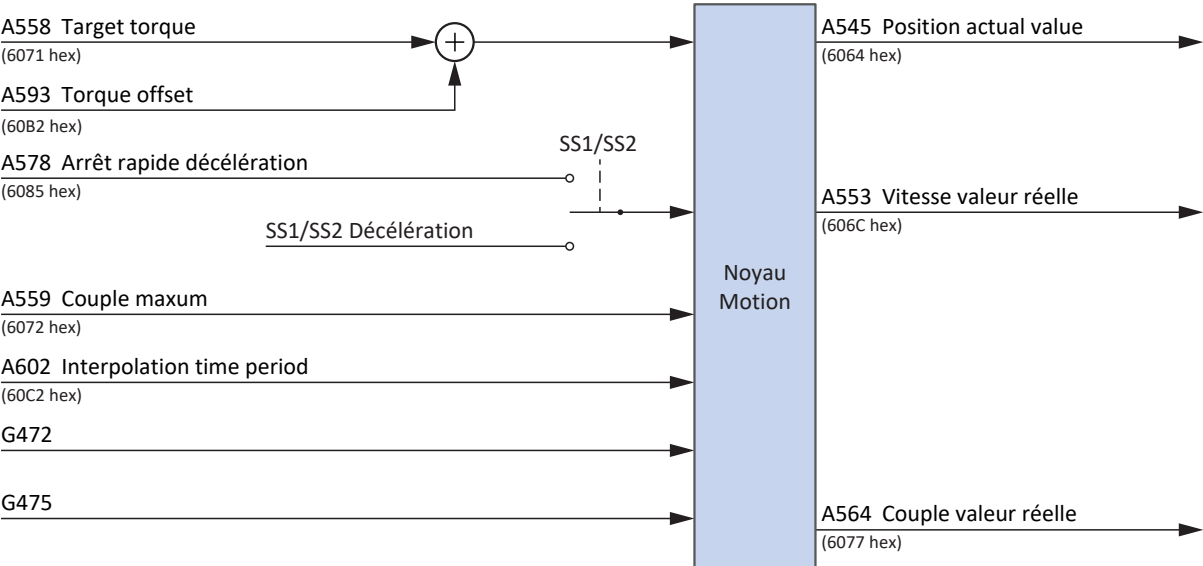 A558 Target torque
(6071 hex)
A593 Torque offset
(60B2 hex)
SS1/SS2
A578 Arrêt rapide décélération
(6085 hex)
SS1/SS2 Décélération
A559 Couple maxum
(6072 hex)
A602 Interpolation time period
(60C2 hex)
G472
G475
Noyau
Motion
A545 Position actual value
(6064 hex)
A553 Vitesse valeur réelle
(606C hex)
A564 Couple valeur réelle
(6077 hex)